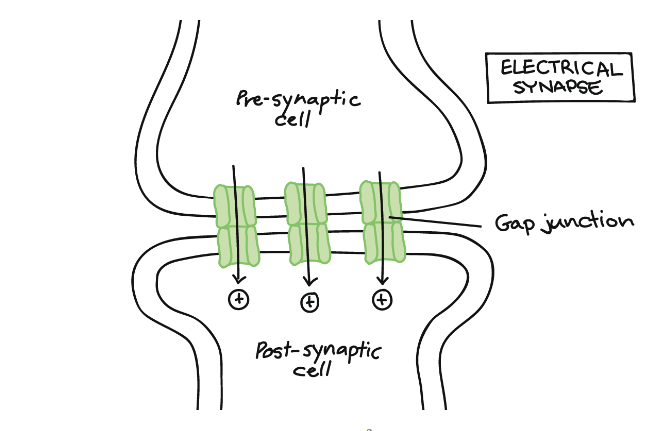 Pre-synaptic
cell
ELECTRICAL
SYNAPSE
Gap junction
+
+
+
Post-synaptic
cell